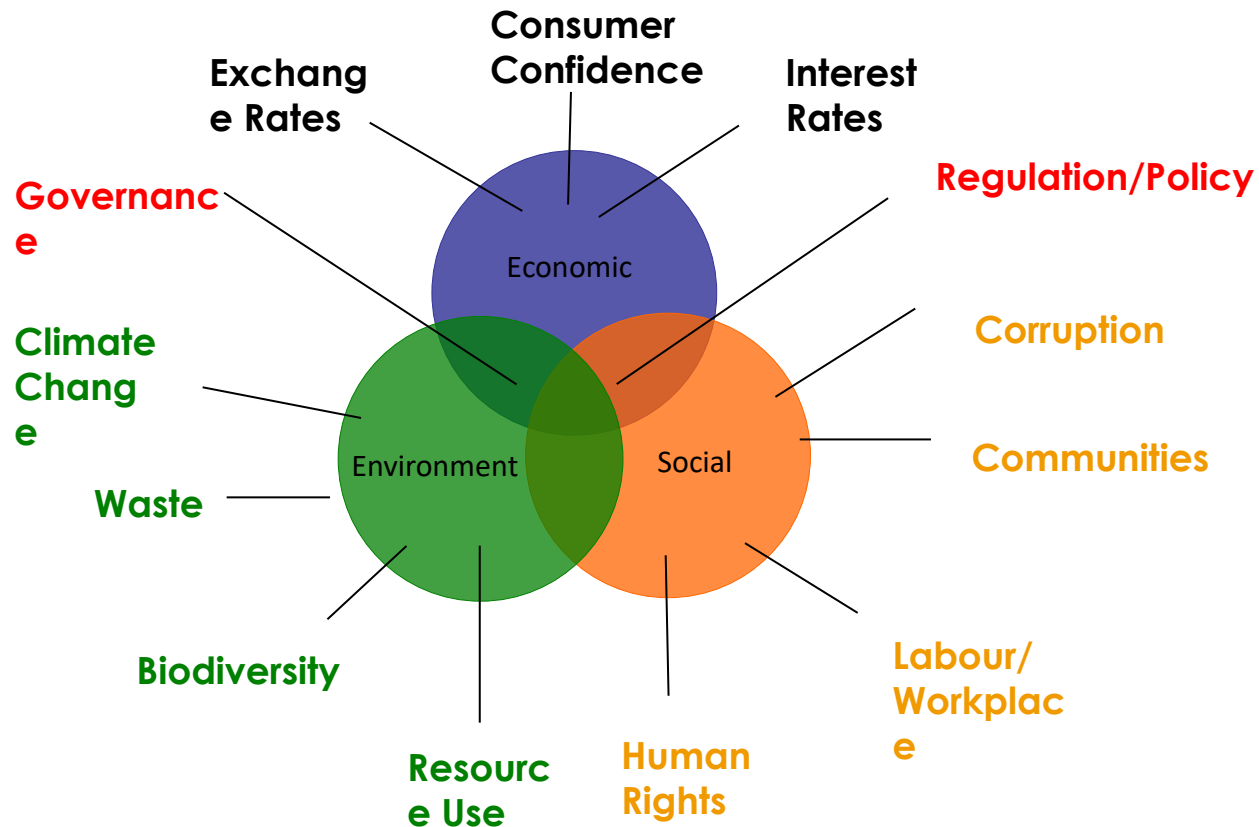 Consumer
Confidence
Exchang
e Rates
Interest
Rates
Governanc
e
Regulation/Policy
Economic
Climate
Chang
e
Corruption
Environment
Social
Communities
Waste
Biodiversity
Labour/
Workplac
e
Resourc
e Use
Human
Rights